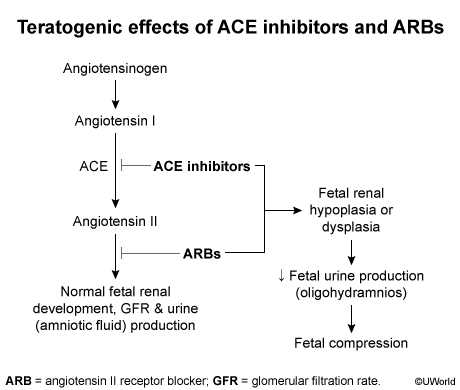 Teratogenic effects of ACE inhibitors and ARBs
Angiotensinogen
Angiotensin I
ACE
ACE inhibitors
Angiotensin II
ARBs
Normal fetal renal
development, GFR & urine
(amniotic fluid) production
Fetal renal
hypoplasia or
dysplasia
↓ Fetal urine production
(oligohydramnios)
Fetal compression
ARB = angiotensin II receptor blocker; GFR = glomerular filtration rate.
©UWorld